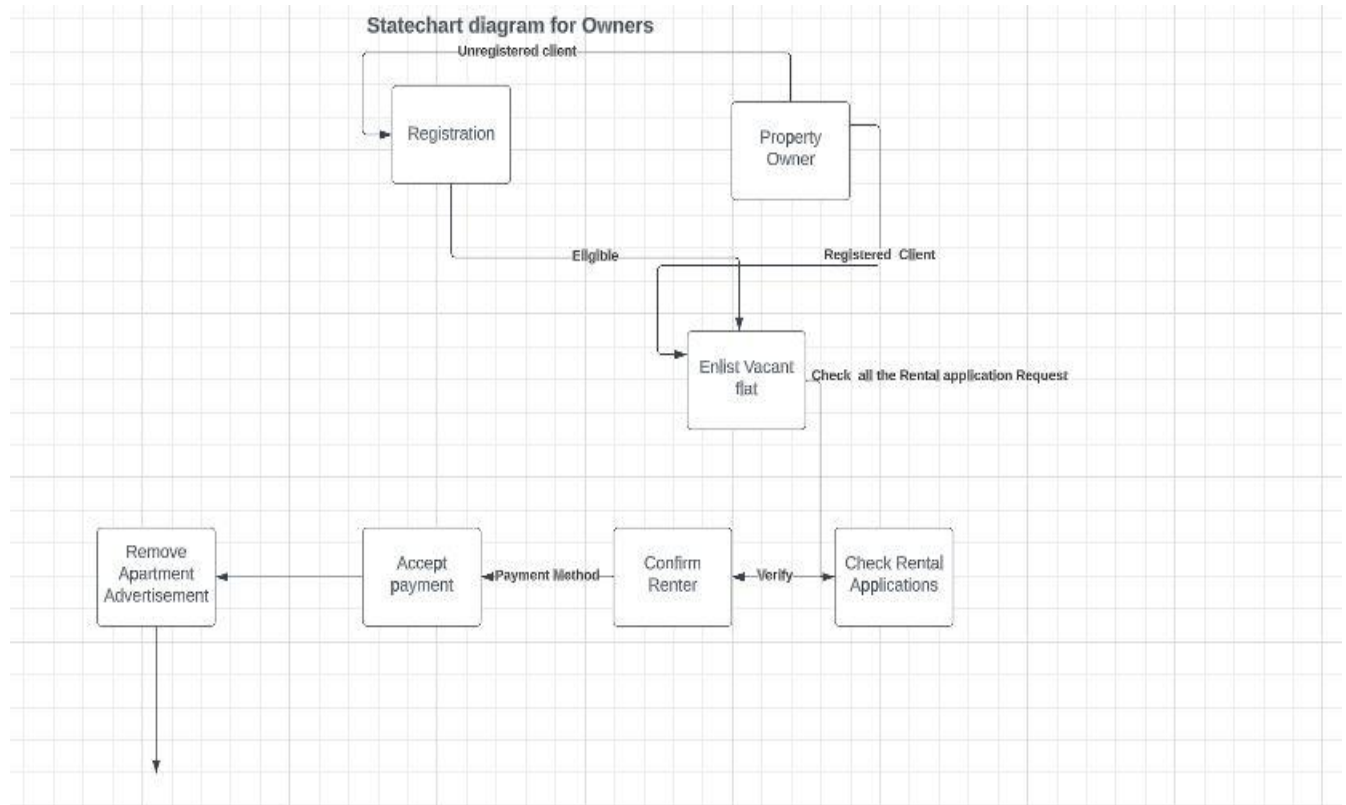 Statechart diagram for Owners
Unregistered client
Registration
Property
Owner
Eligible
Registered Client
Enlist Vacant
flat
Check all the Rental application Request
Remove
Apartment
Advertisement
Accept
payment
Payment Method
Confirm
Renter
Verify
Check Rental
Applications